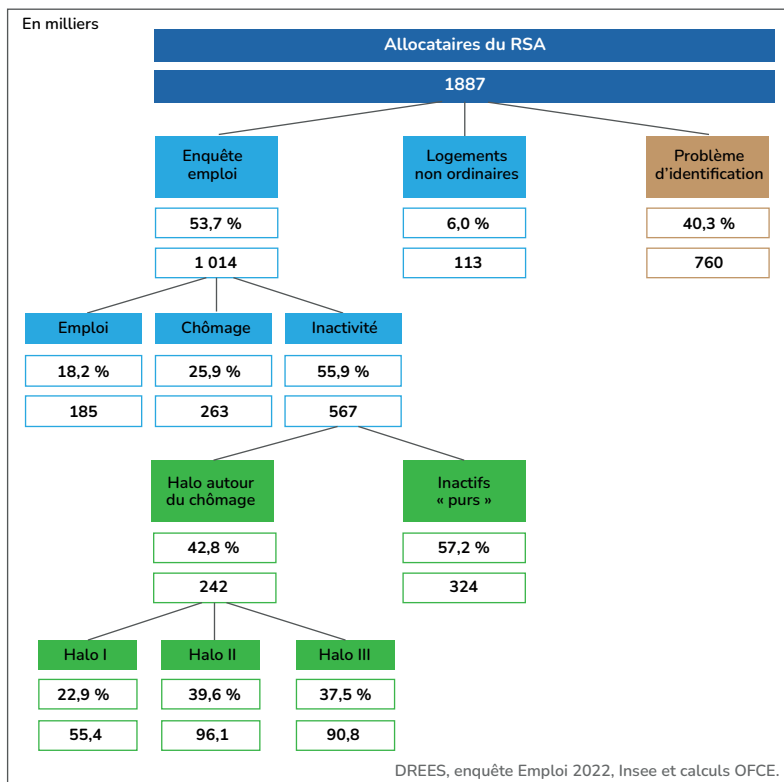 En milliers
Allocataires du RSA
1887
Enquête
emploi
Logements
non ordinaires
Problème
d'identification
53,7 %
6,0 %
40,3 %
1 014
113
760
Emploi
Chômage
Inactivité
18,2 %
25,9 %
55,9 %
185
263
567
Halo autour
du chômage
Inactifs
« purs »
42,8 %
57,2 %
242
324
Halo I
Halo II
Halo III
22,9 %
39,6 %
37,5 %
55,4
96,1
90,8
DREES, enquête Emploi 2022, Insee et calculs OFCE.